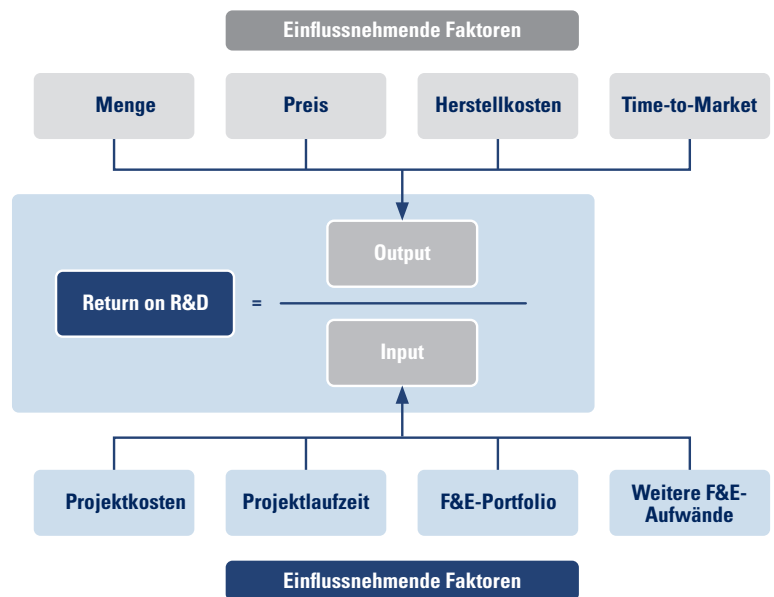 Einflussnehmende Faktoren
Menge
Preis
Herstellkosten
Time-to-Market
Output
Return on R&D
=
Input
Projektkosten
Projektlaufzeit
F&E-Portfolio
Weitere F&E-
Aufwände
Einflussnehmende Faktoren